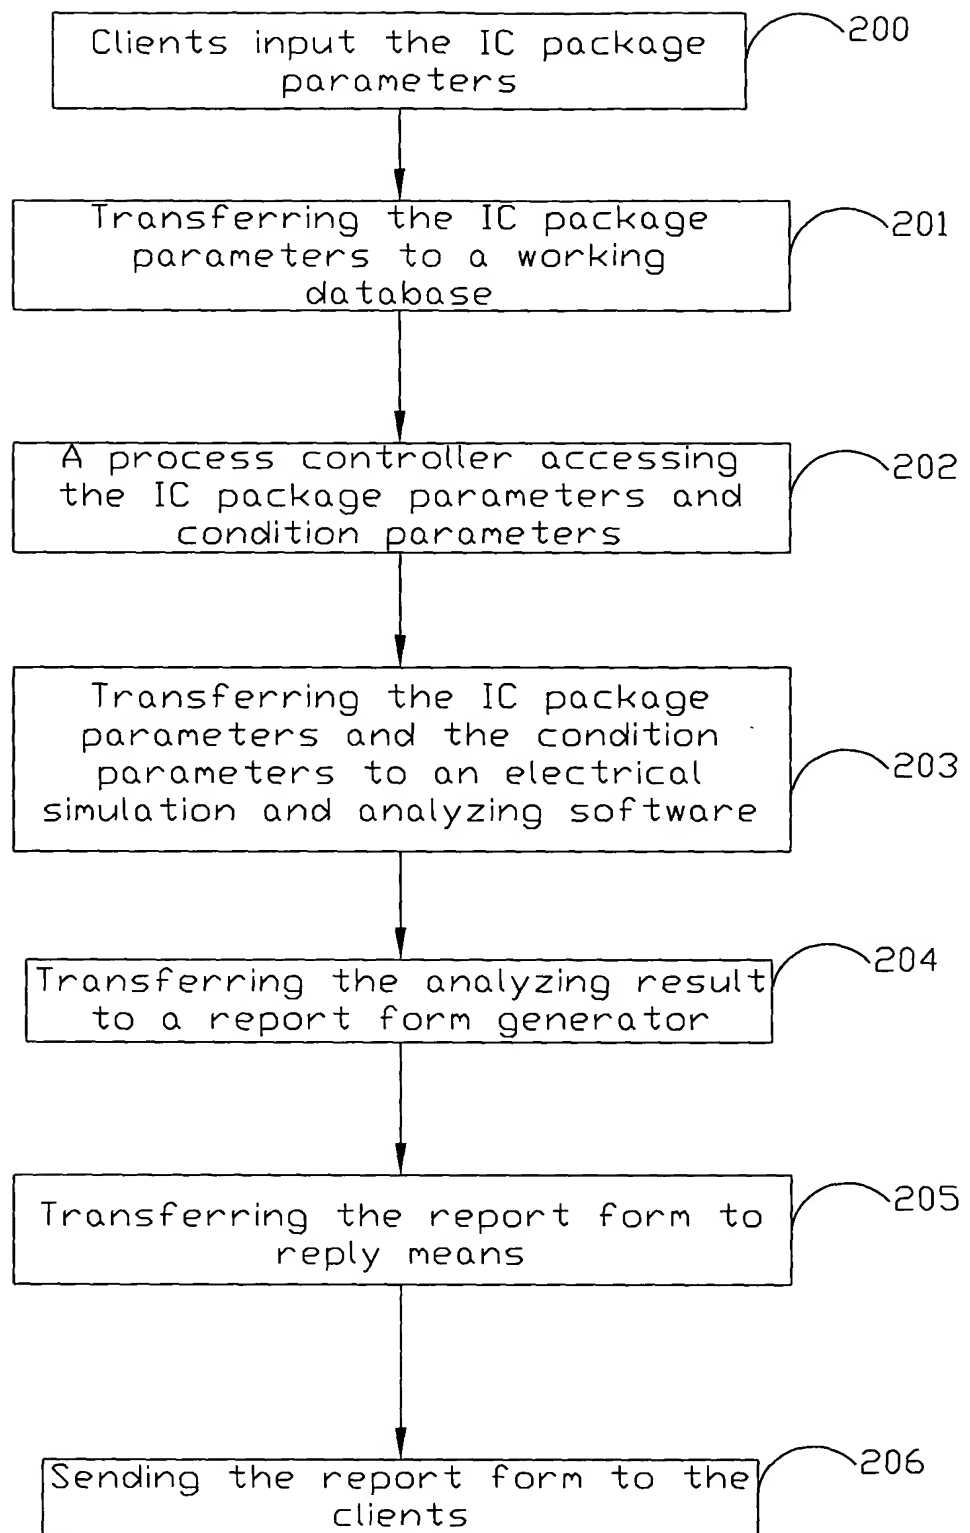 Clients input the IC package
parameters
200
Transferring the IC package
parameters to a working
database
201
A process controller accessing
the IC package parameters and
condition parameters
202
Transferring the IC package
parameters and the condition
parameters to an electrical
simulation and analyzing software
203
Transferring the analyzing result
to a report form generator
204
Transferring the report form to
reply means
205
Sending the report form to the
clients
206